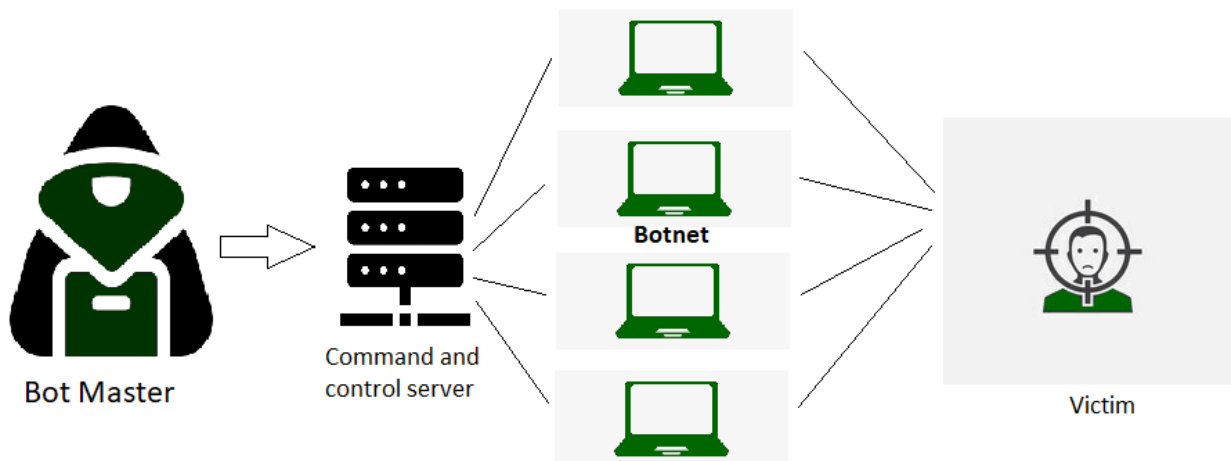 Bot Master
Command and
control server
Botnet
Victim